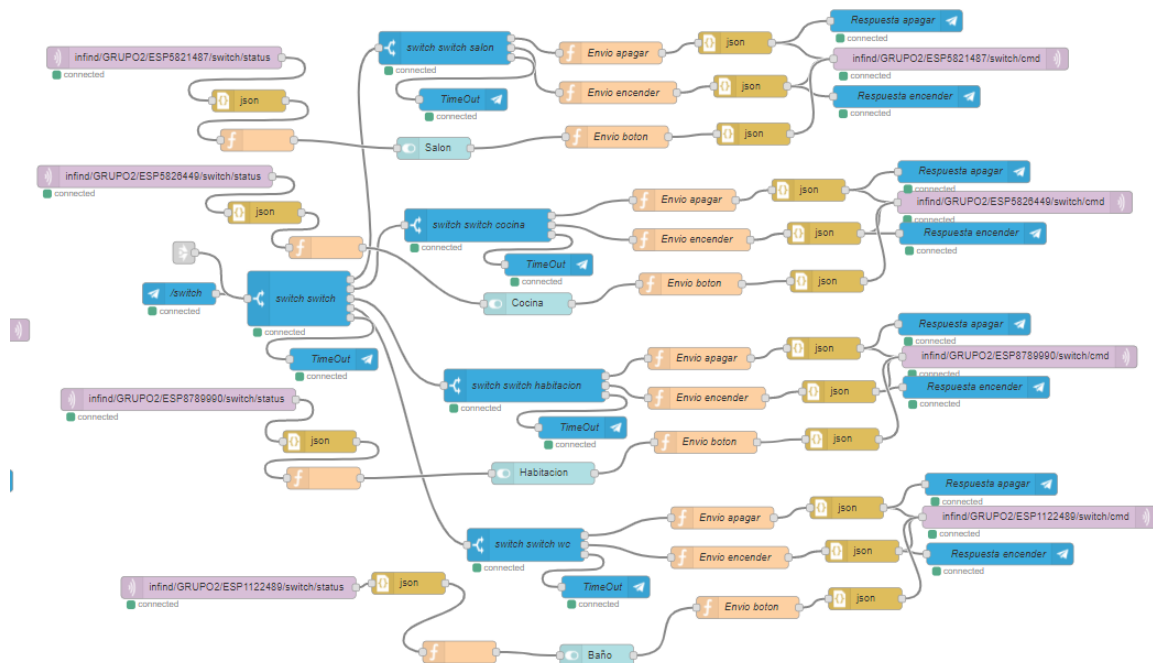 infind/GRUPO2/ESP5821487/switch/status
connected
json
switch switch salon
connected
TimeOut
connected
Envio apagar
json
Respuesta apagar
connected
infind/GRUPO2/ESP5821487/switch/cmd
connected
Envio encender
json
Respuesta encender
connected
Salon
Envio boton
json
infind/GRUPO2/ESP5826449/switch/status
connected
json
switch switch cocina
connected
TimeOut
connected
Envio apagar
json
Respuesta apagar
connected
infind/GRUPO2/ESP5826449/switch/cmd
connected
Envio encender
json
Respuesta encender
connected
Cocina
Envio boton
json
/switch
connected
switch switch
connected
TimeOut
connected
infind/GRUPO2/ESP8789990/switch/status
connected
json
switch switch habitacion
connected
TimeOut
connected
Envio apagar
json
Respuesta apagar
connected
infind/GRUPO2/ESP8789990/switch/cmd
connected
Envio encender
json
Respuesta encender
connected
Habitacion
Envio boton
json
infind/GRUPO2/ESP1122489/switch/status
connected
json
switch switch wc
connected
TimeOut
connected
Envio apagar
json
Respuesta apagar
connected
infind/GRUPO2/ESP1122489/switch/cmd
connected
Envio encender
json
Respuesta encender
connected
Baño
Envio boton
json